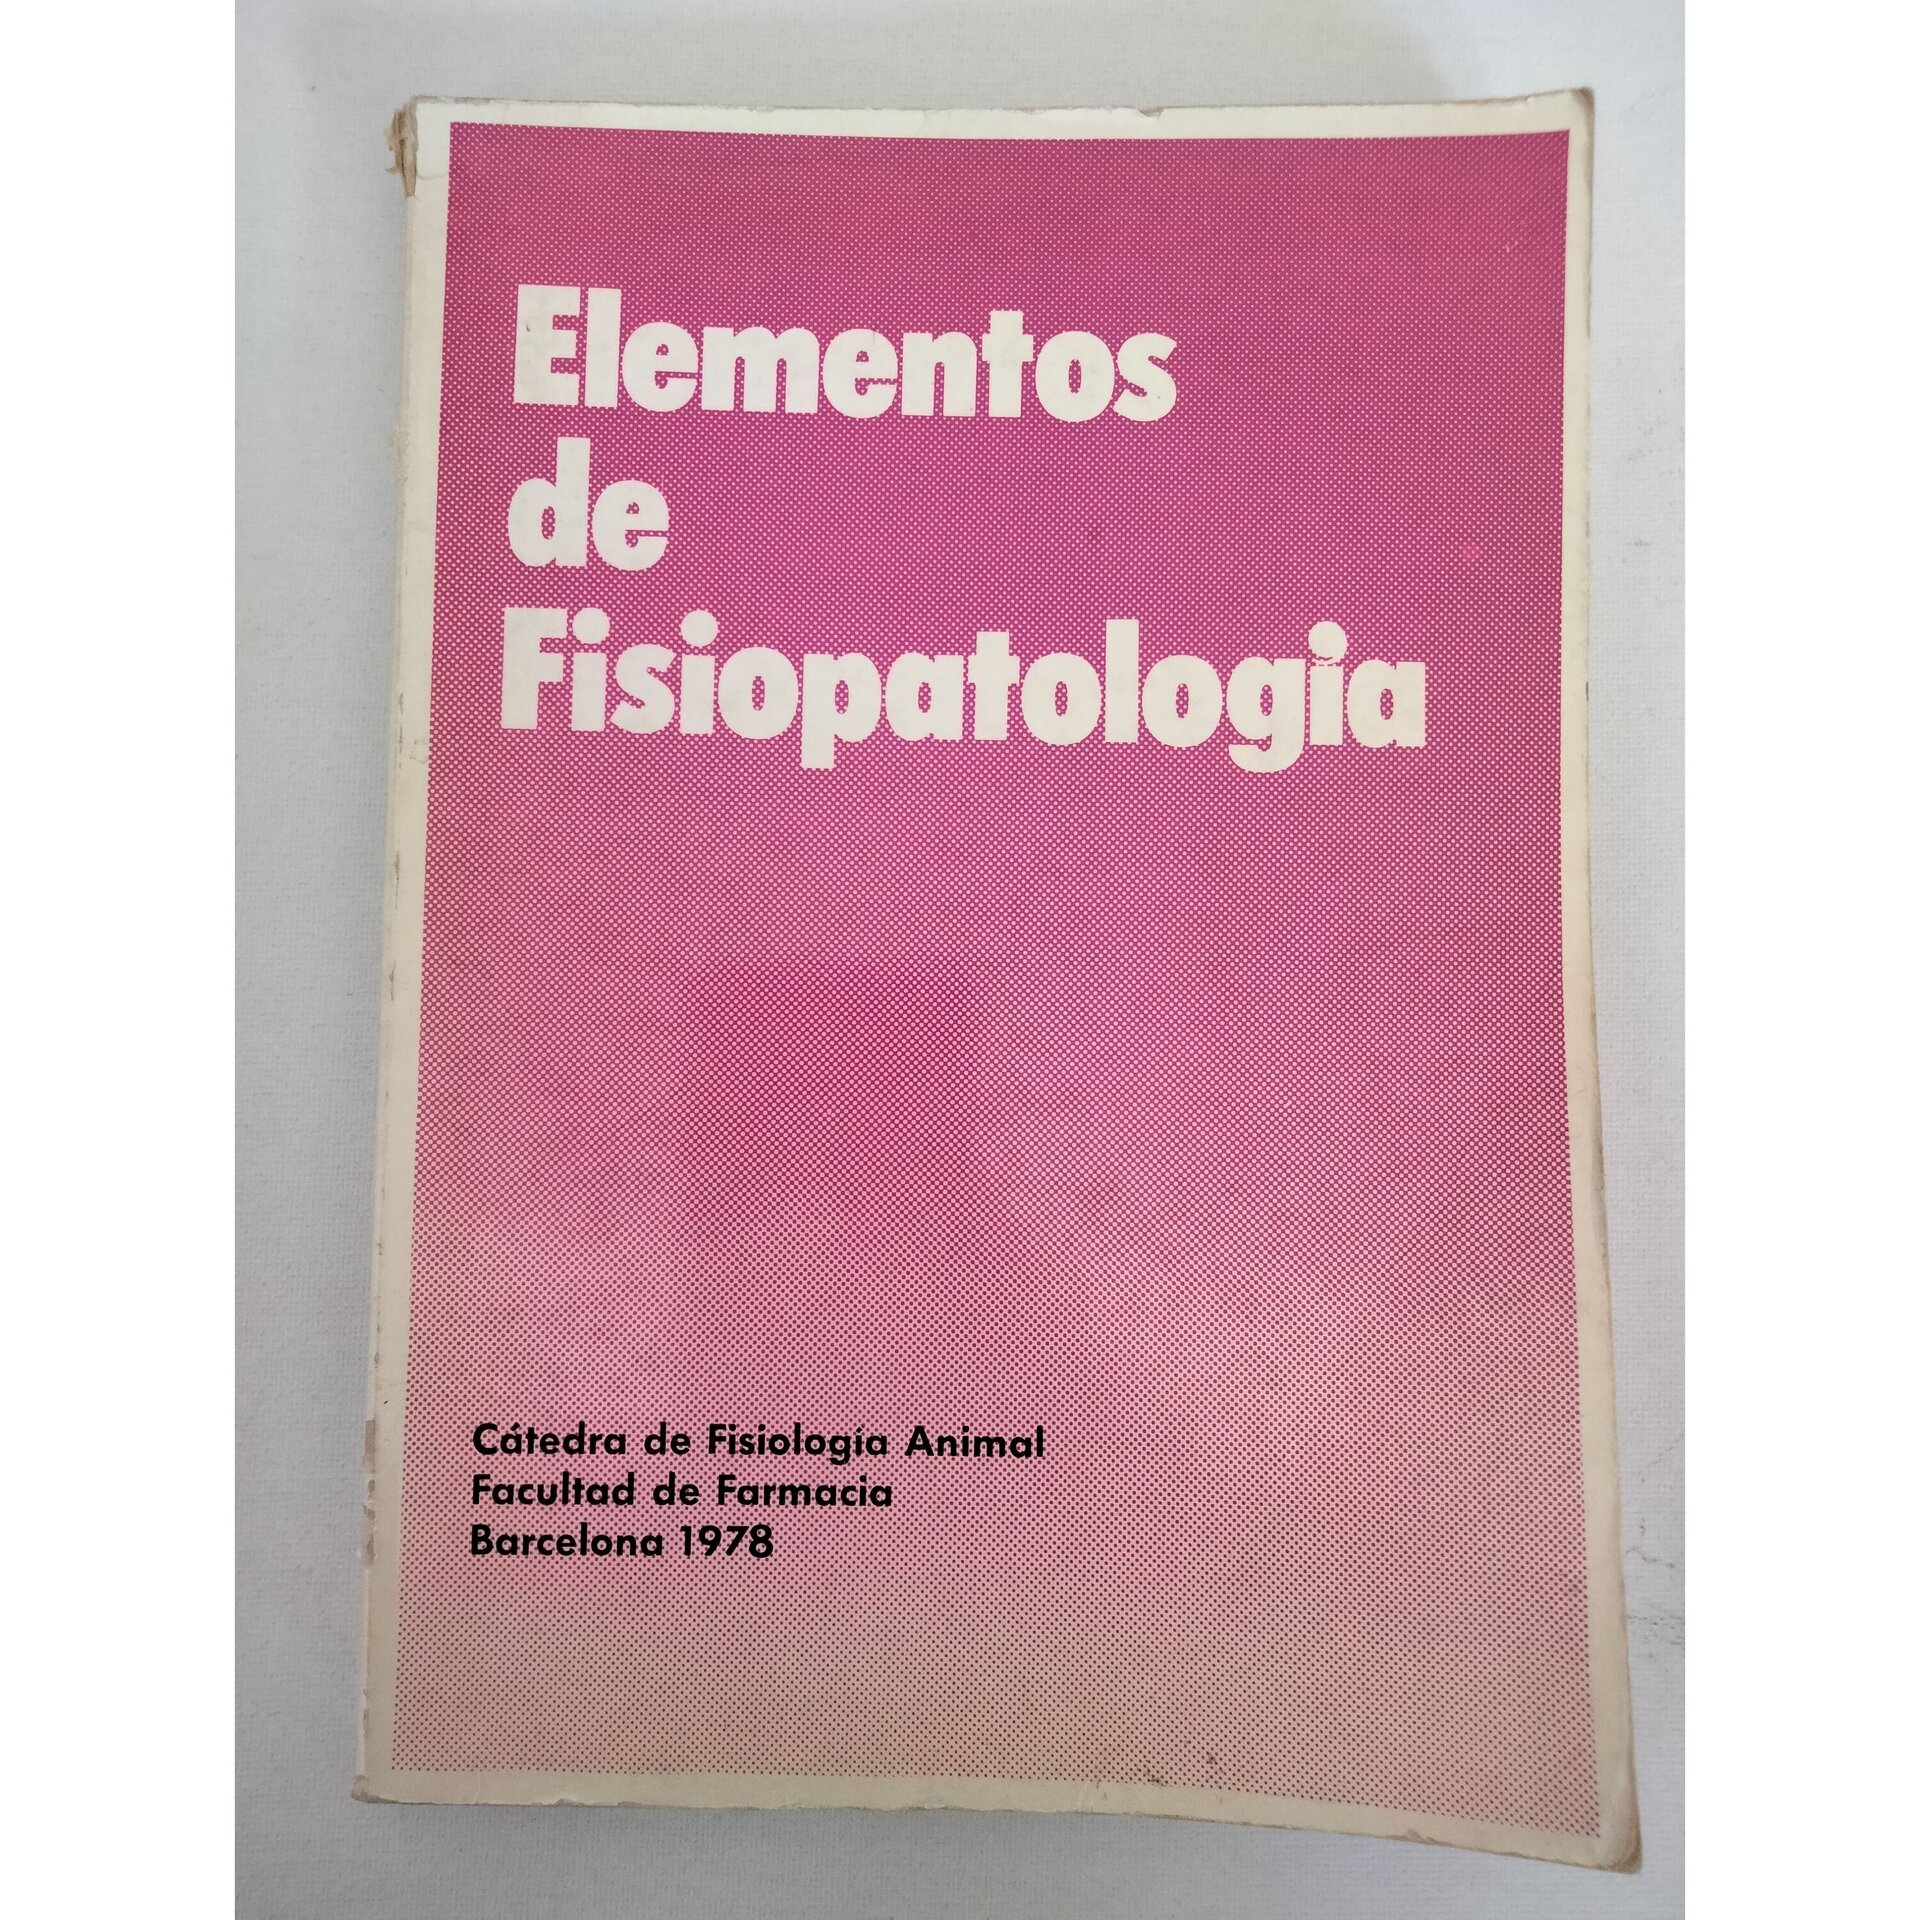 Elementos
de
Fisiopatologia
Cátedra de Fisiología Animal
Facultad de Farmacia
Barcelona 1978